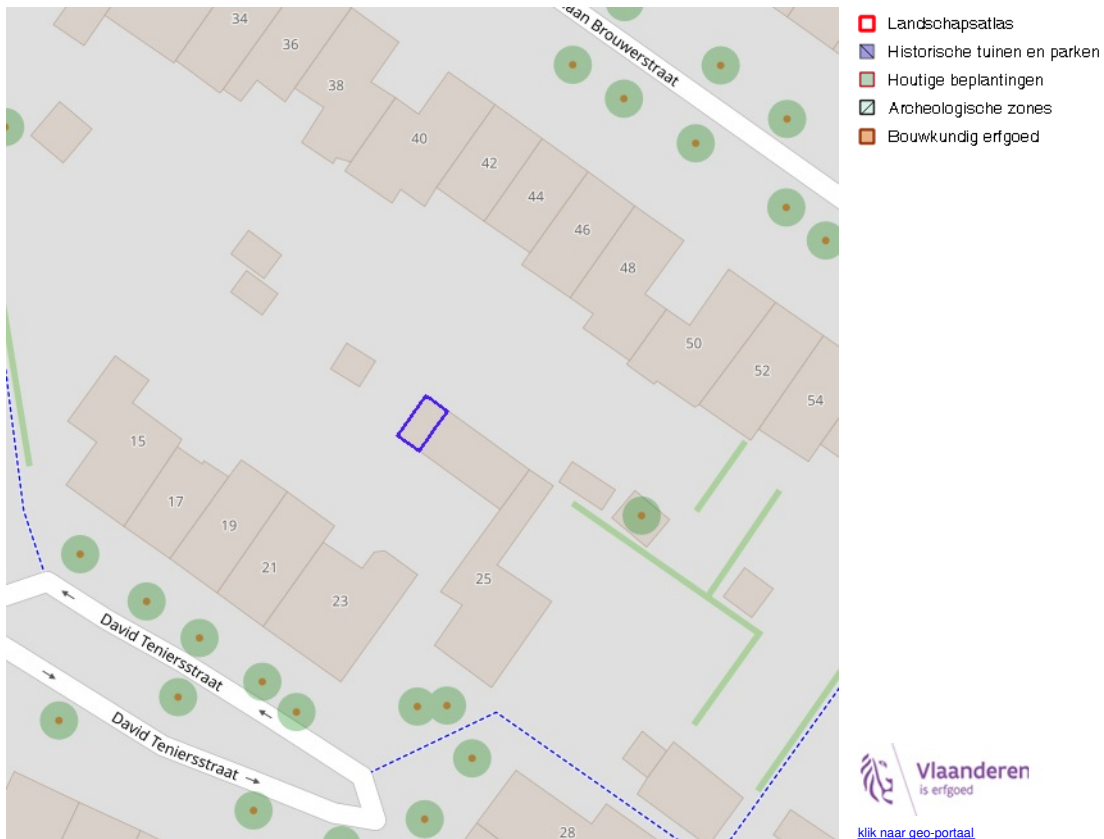 34
36
38
40
42
44
46
48
50
52
54
aan Brouwerstraat
15
17
19
21
23
25
28
David Teniersstraat
David Teniersstraat
Landschapsatlas
Historische tuinen en parken
Houtige beplantingen
Archeologische zones
Bouwkundig erfgoed
Vlaanderen
is erfgoed
klik naar geo-portaal